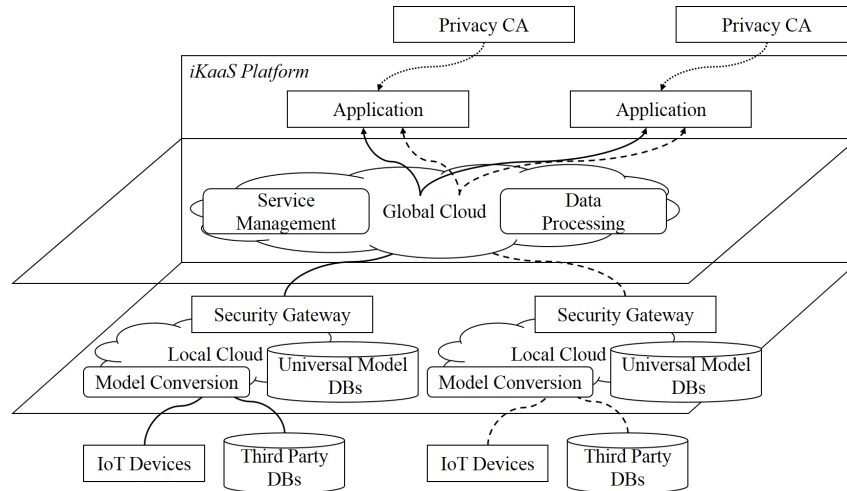 Privacy CA
Privacy CA
iKaaS Platform
Application
Application
Service
Management
Global Cloud
Data
Processing
Security Gateway
Security Gateway
Local Cloud
Universal Model
DBs
Model Conversion
Local Cloud
Universal Model
DBs
Model Conversion
IoT Devices
Third Party
DBs
IoT Devices
Third Party
DBs